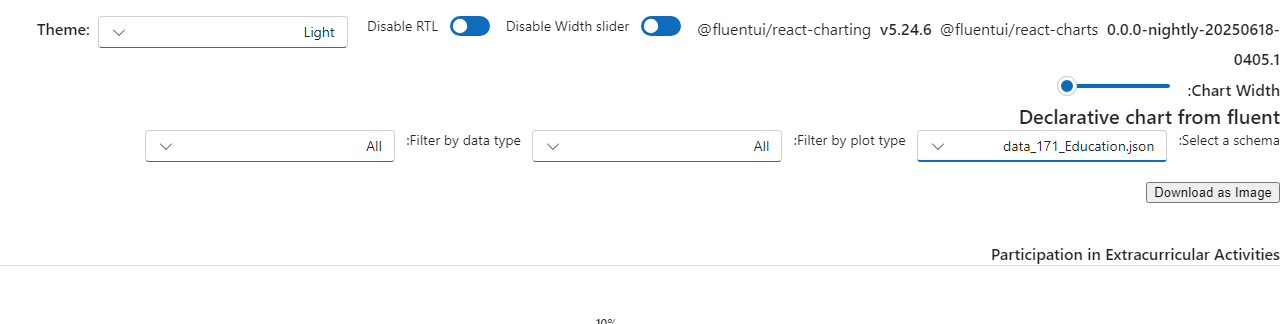 Theme: Light Disable RTL Disable Width slider @fluentui/react-charting v5.24.6 @fluentui/react-charts 0.0.0-nightly-20250618-
0405.1
:Chart Width
Declarative chart from fluent
:Select a schema data_171_Education.json :Filter by plot type All :Filter by data type All
Download as Image
Participation in Extracurricular Activities
10%